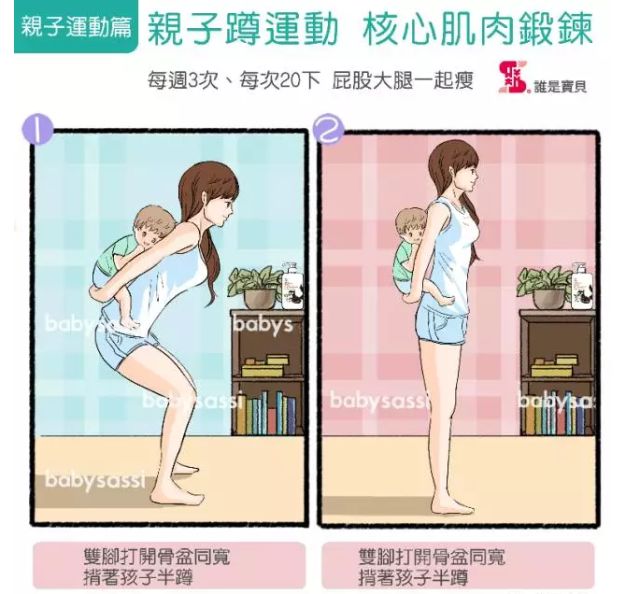 親子運動篇
親子蹲運動 核心肌肉鍛鍊
每週3次、每次20下 屁股大腿一起瘦
誰是寶貝
1
2
babysassi
babys
babysassi
babysassi
babysassi
babysa
雙腳打開骨盆同寬
揹著孩子半蹲
雙腳打開骨盆同寬
揹著孩子半蹲